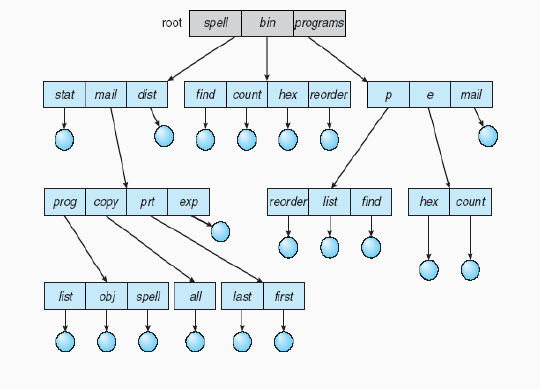 root spell bin programs
stat mail dist find count hex reorder p e mail
prog copy prt exp reorder list find hex count
list obj spell all last first